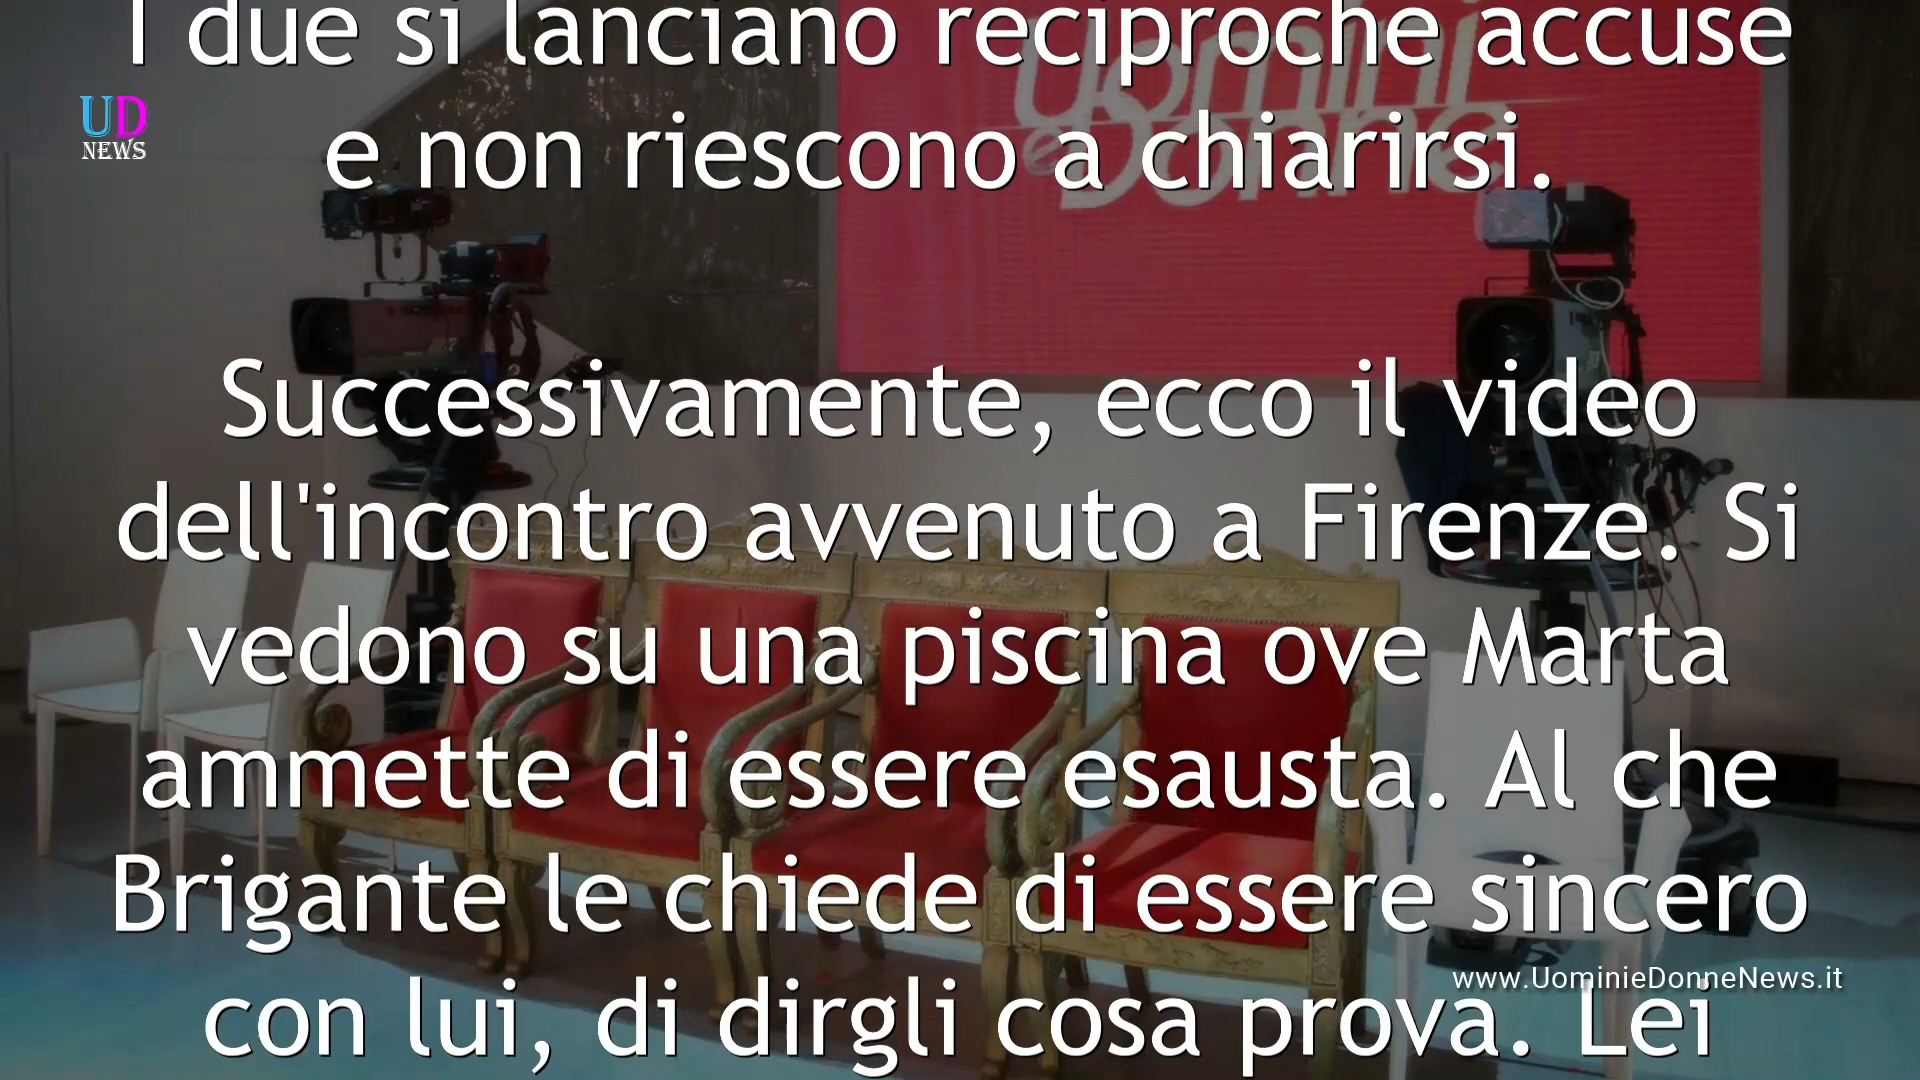 I due si lanciano reciproche accuse
e non riescono a chiarirsi.
uomini
e Donne
UD
NEWS
Successivamente, ecco il video
dell'incontro avvenuto a Firenze. Si
vedono su una piscina ove Marta
ammette di essere esausta. Al che
Brigante le chiede di essere sincero
con lui, di dirgli cosa prova. Lei
www.UominieDonneNews.it